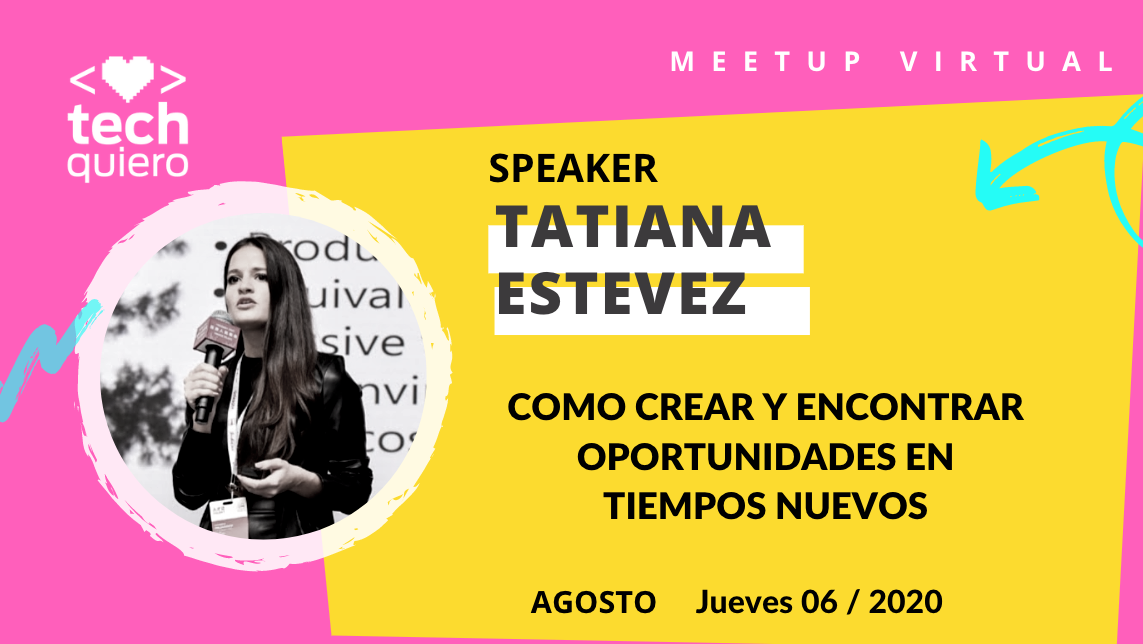 MEETUP VIRTUAL
<♥>
tech
quiero
SPEAKER
TATIANA
ESTEVEZ
COMO CREAR Y ENCONTRAR
OPORTUNIDADES EN
TIEMPOS NUEVOS
AGOSTO Jueves 06 / 2020